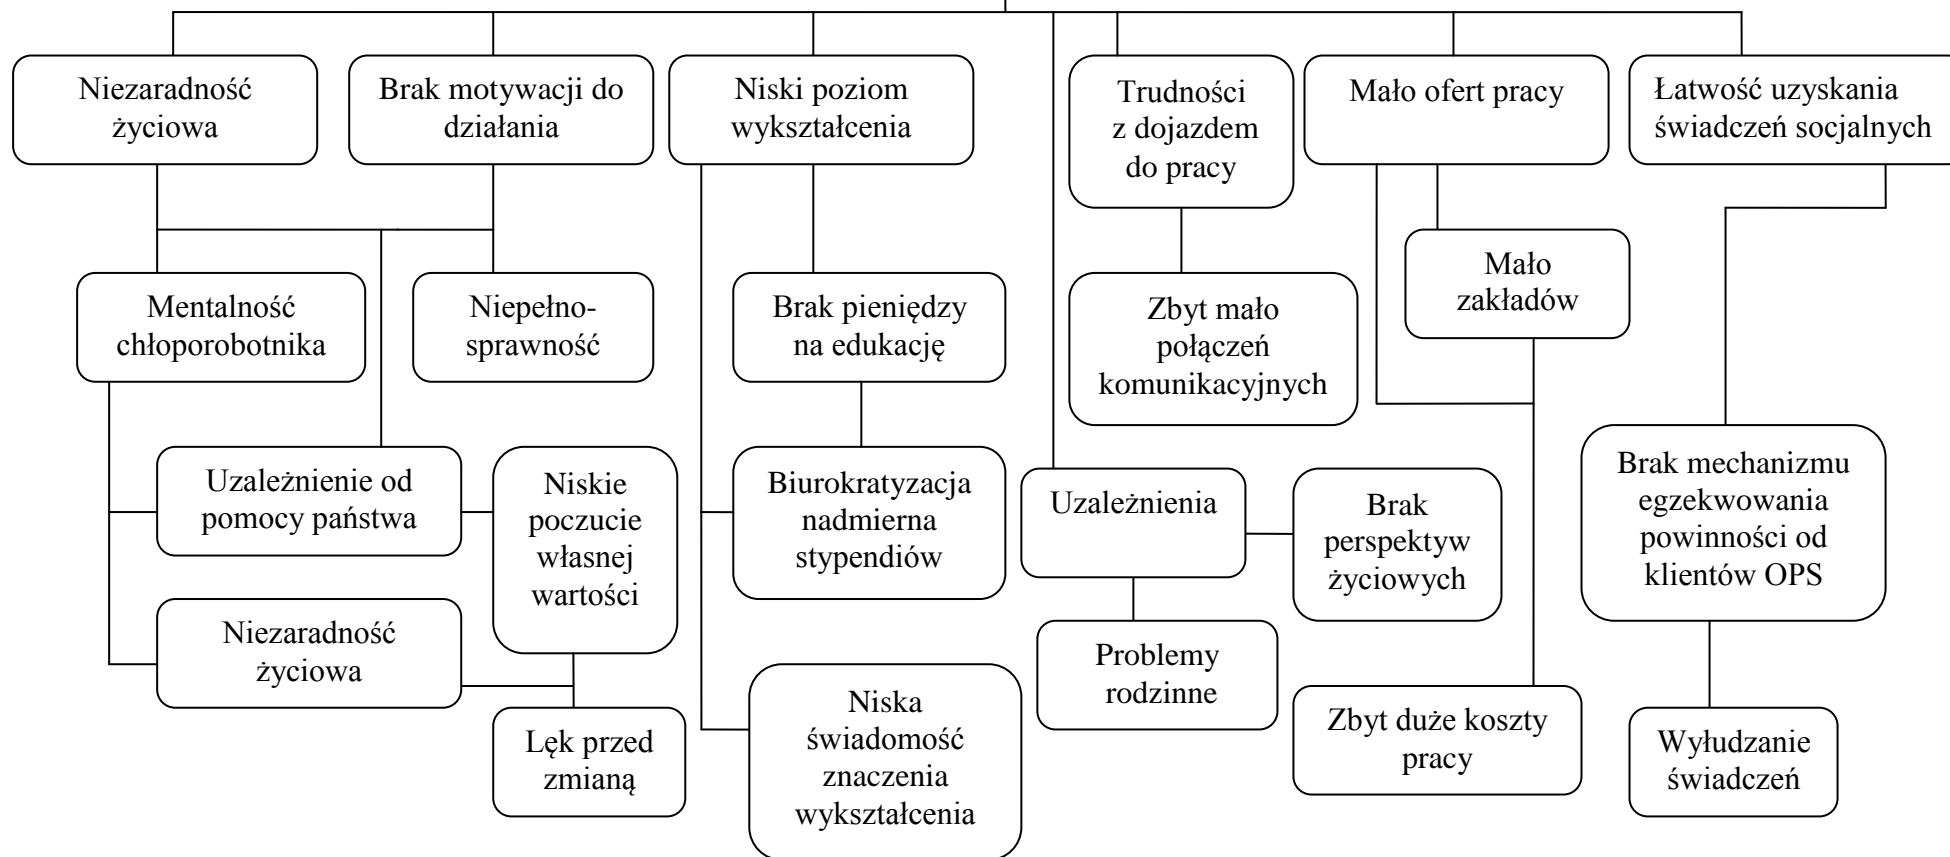 Niezaradność
życiowa
Brak motywacji do
działania
Niski poziom
wykształcenia
Trudności
z dojazdem
do pracy
Mało ofert pracy
Łatwość uzyskania
świadczeń socjalnych
Mentalność
chłoporobotnika
Niepełno-
sprawność
Brak pieniędzy
na edukację
Zbyt mało
połączeń
komunikacyjnych
Mało
zakładów
Uzależnienie od
pomocy państwa
Niskie
poczucie
własnej
wartości
Biurokratyzacja
nadmierna
stypendiów
Uzależnienia
Brak
perspektyw
życiowych
Brak mechanizmu
egzekwowania
powinności od
klientów OPS
Niezaradność
życiowa
Problemy
rodzinne
Lęk przed
zmianą
Niska
świadomość
znaczenia
wykształcenia
Zbyt duże koszty
pracy
Wyłudzanie
świadczeń